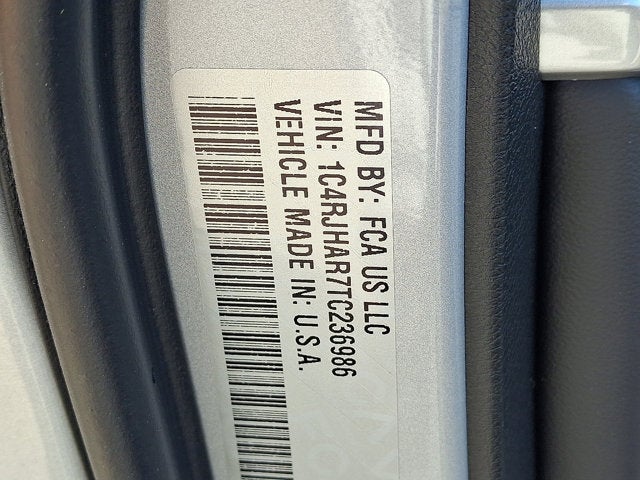 MFD BY: FCA US LLC
VIN: 1C4RJHAR7TC236986
VEHICLE MADE IN: U.S.A.